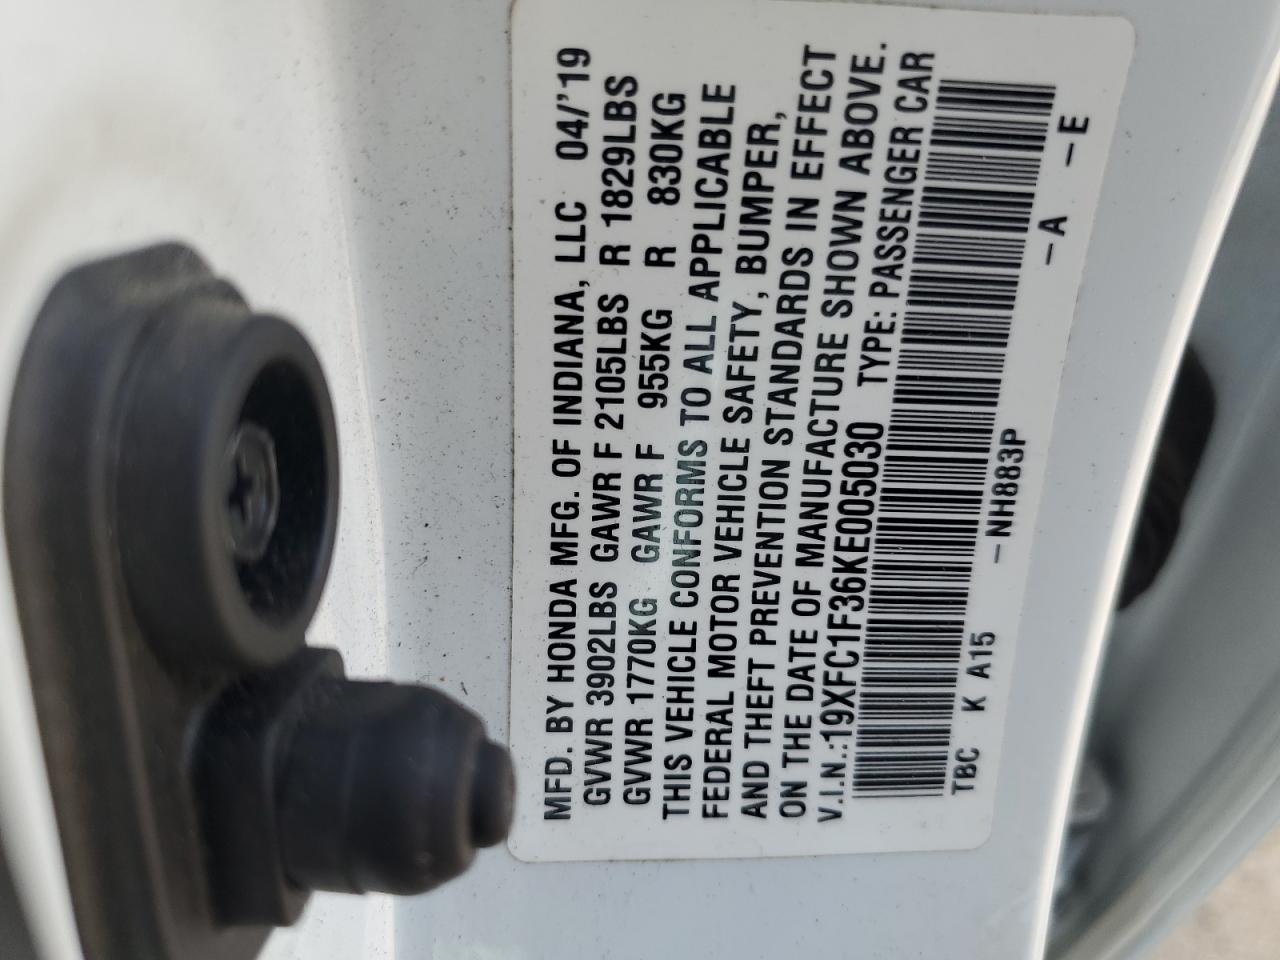 MFD. BY HONDA MFG. OF INDIANA, LLC 04/'19
GVWR 3902LBS GAWR F 2105LBS R 1829LBS
GVWR 1770KG GAWR F 955KG R 830KG
THIS VEHICLE CONFORMS TO ALL APPLICABLE
FEDERAL MOTOR VEHICLE SAFETY, BUMPER,
AND THEFT PREVENTION STANDARDS IN EFFECT
ON THE DATE OF MANUFACTURE SHOWN ABOVE.
V.I.N.:19XFC1F36KE005030 TYPE: PASSENGER CAR
TBC K A15 –NH883P –A –E